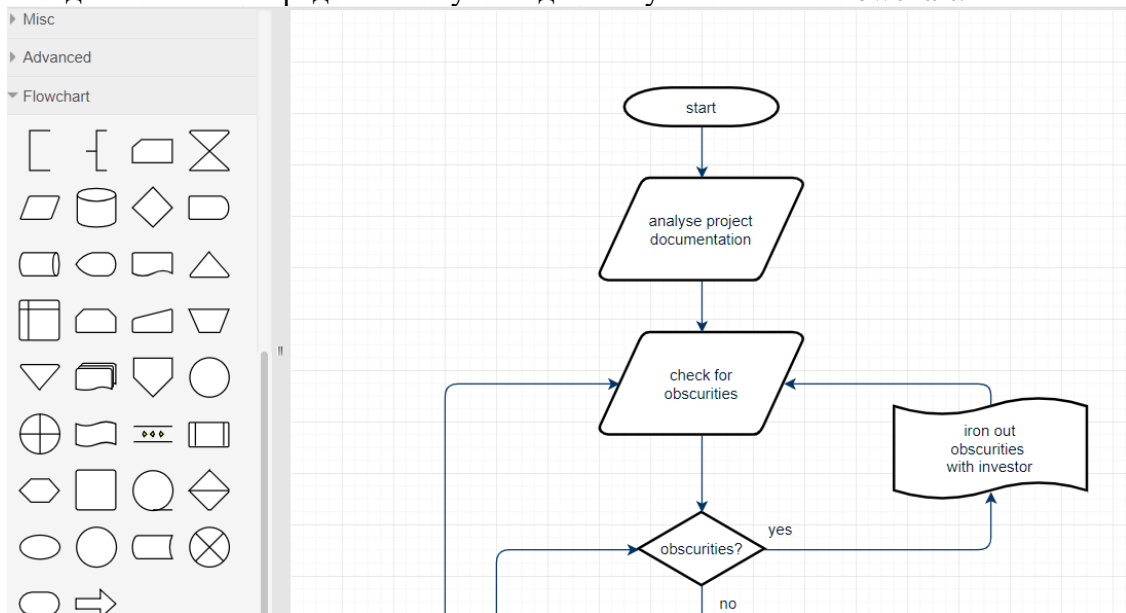 Misc
Advanced
Flowchart
start
analyse project
documentation
check for
obscurities
iron out
obscurities
with investor
obscurities?
yes
no